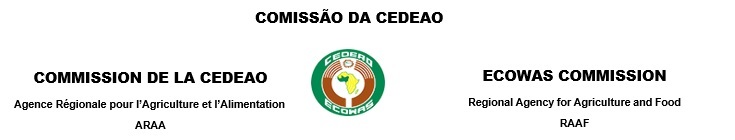 COMISSÃO DA CEDEAO
COMMISSION DE LA CEDEAO
Agence Régionale pour l'Agriculture et l'Alimentation
ARAA
CEDEAO
ECOWAS
ECOWAS COMMISSION
Regional Agency for Agriculture and Food
RAAF